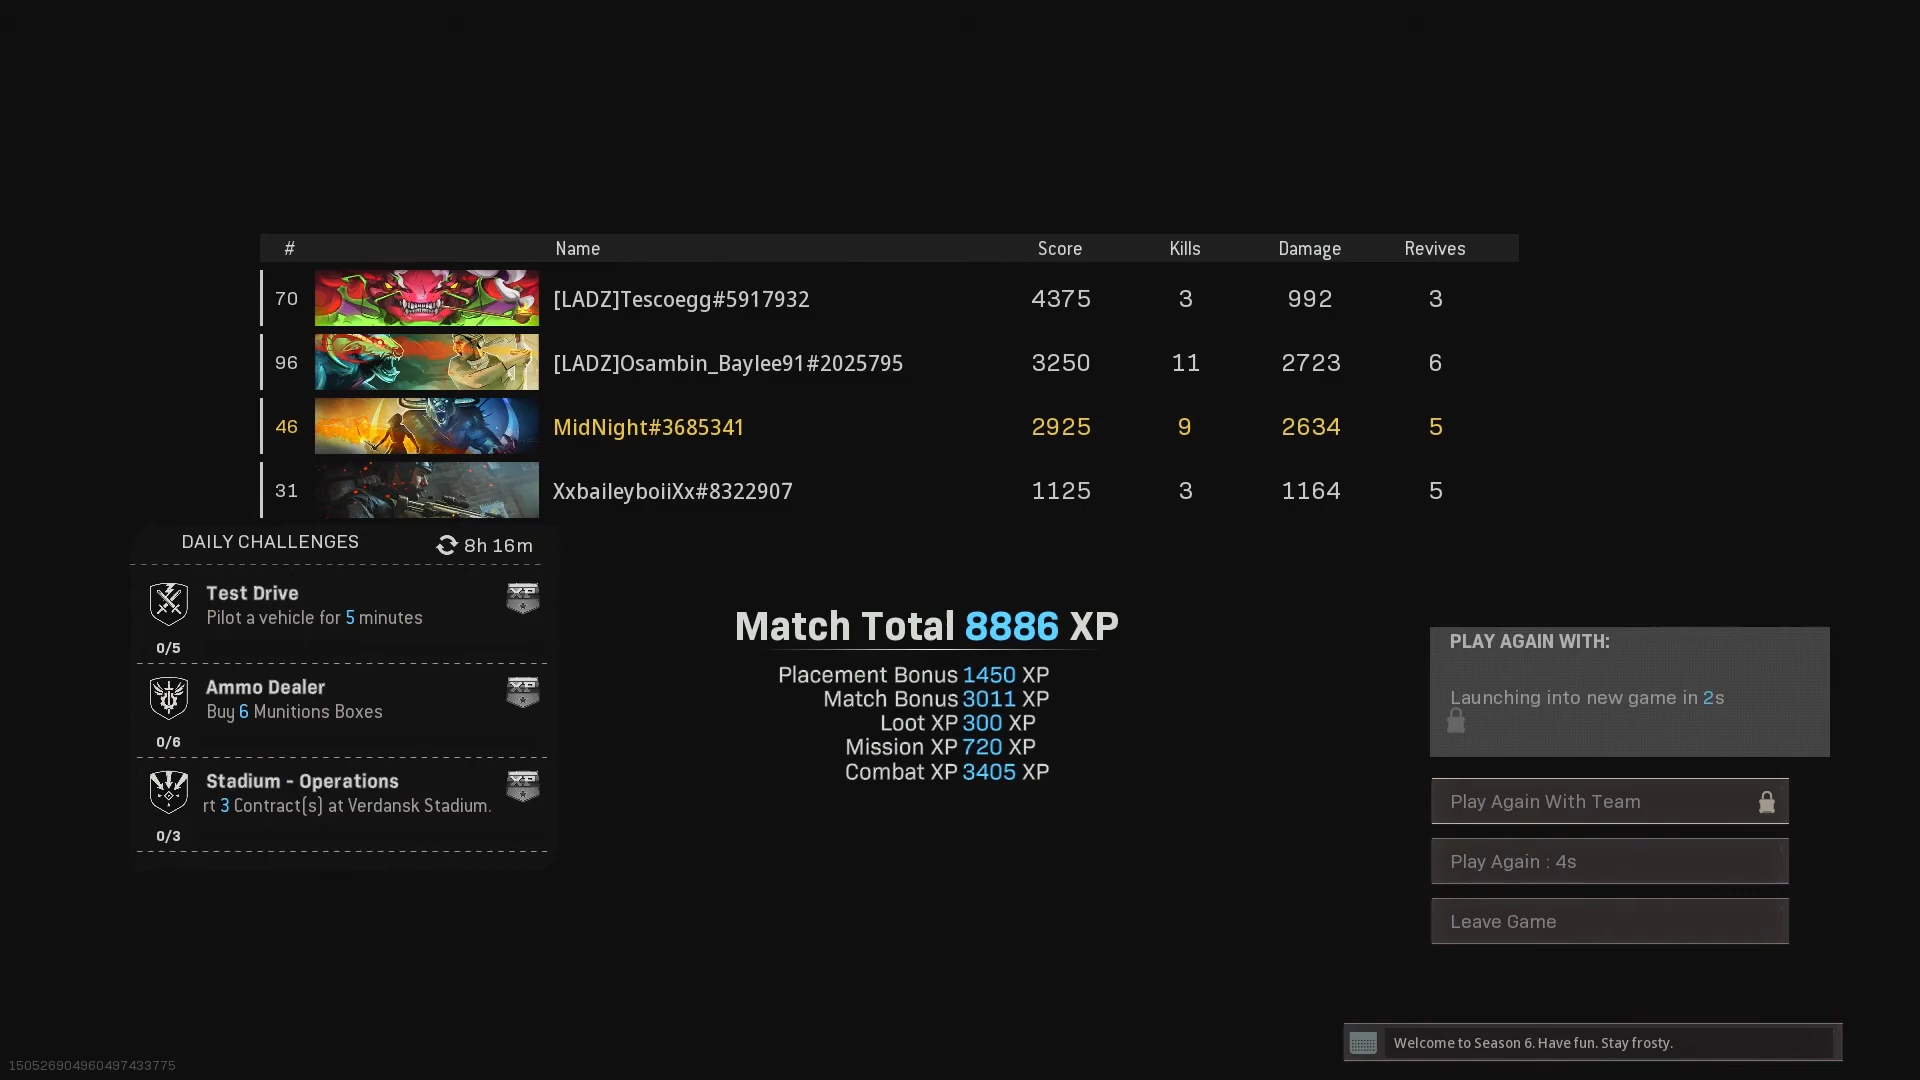 # Name Score Kills Damage Revives
70 [LADZ]Tescoegg#5917932 4375 3 992 3
96 [LADZ]Osambin_Baylee91#2025795 3250 11 2723 6
46 MidNight#3685341 2925 9 2634 5
31 XxbaileyboiiXx#8322907 1125 3 1164 5
DAILY CHALLENGES 8h 16m
Test Drive XP
Pilot a vehicle for 5 minutes
0/5
Ammo Dealer XP
Buy 6 Munitions Boxes
0/6
Stadium - Operations XP
rt 3 Contract(s) at Verdansk Stadium.
0/3
Match Total 8886 XP
Placement Bonus 1450 XP
Match Bonus 3011 XP
Loot XP 300 XP
Mission XP 720 XP
Combat XP 3405 XP
PLAY AGAIN WITH:
Launching into new game in 2s
Play Again With Team
Play Again : 4s
Leave Game
Welcome to Season 6. Have fun. Stay frosty.
150526904960497433775